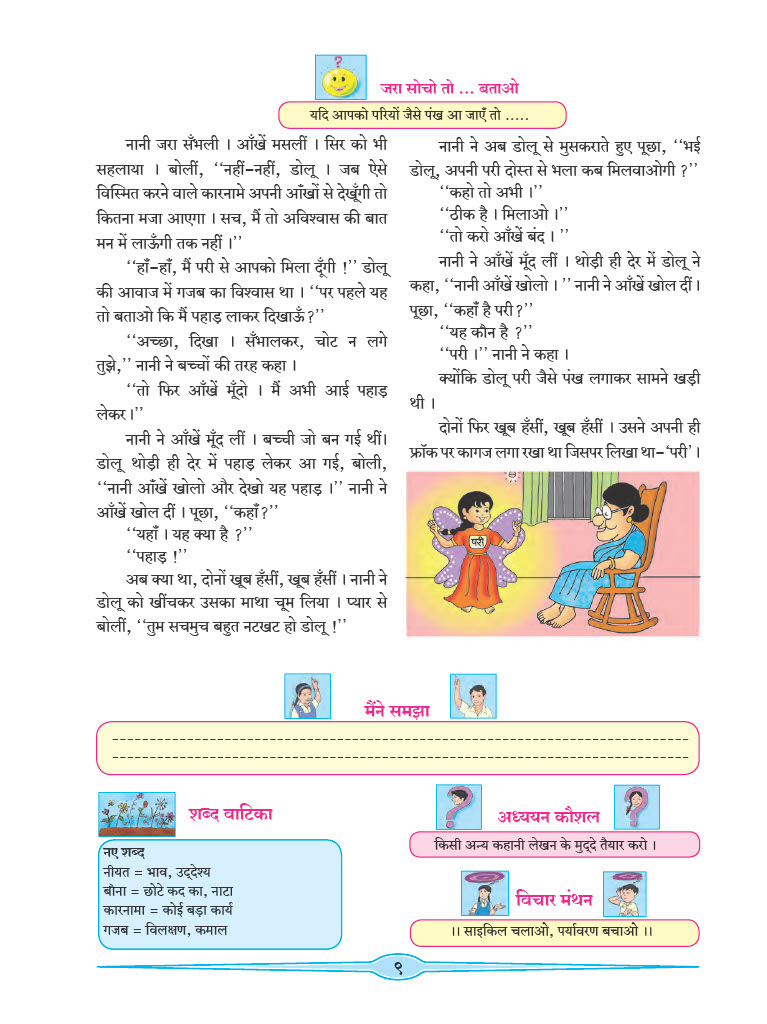 जरा सोचो तो ... बताओ
यदि आपको परियों जैसे पंख आ जाएँ तो .....
नानी जरा सँभली । आँखें मसलीं । सिर को भी
सहलाया । बोलीं, ‘‘नहीं-नहीं, डोलू । जब ऐसे
विस्मित करने वाले कारनामे अपनी आँखों से देखूँगी तो
कितना मजा आएगा । सच, मैं तो अविश्वास की बात
मन में लाऊँगी तक नहीं ।’’
‘‘हाँ-हाँ, मैं परी से आपको मिला दूँगी !’’ डोलू
की आवाज में गजब का विश्वास था । ‘‘पर पहले यह
तो बताओ कि मैं पहाड़ लाकर दिखाऊँ ?’’
‘‘अच्छा, दिखा । सँभालकर, चोट न लगे
तुझे,’’ नानी ने बच्चों की तरह कहा ।
‘‘तो फिर आँखें मूँदो । मैं अभी आई पहाड़
लेकर ।’’
नानी ने आँखें मूँद लीं । बच्ची जो बन गई थीं।
डोलू थोड़ी ही देर में पहाड़ लेकर आ गई, बोली,
‘‘नानी आँखें खोलो और देखो यह पहाड़ ।’’ नानी ने
आँखें खोल दीं । पूछा, ‘‘कहाँ ?’’
‘‘यहाँ । यह क्या है ?’’
‘‘पहाड़ !’’
अब क्या था, दोनों खूब हँसीं, खूब हँसीं । नानी ने
डोलू को खींचकर उसका माथा चूम लिया । प्यार से
बोलीं, ‘‘तुम सचमुच बहुत नटखट हो डोलू !’’
नानी ने अब डोलू से मुसकराते हुए पूछा, ‘‘भई
डोलू, अपनी परी दोस्त से भला कब मिलवाओगी ?’’
‘‘कहो तो अभी ।’’
‘‘ठीक है । मिलाओ ।’’
‘‘तो करो आँखें बंद । ’’
नानी ने आँखें मूँद लीं । थोड़ी ही देर में डोलू ने
कहा, ‘‘नानी आँखें खोलो । ’’ नानी ने आँखें खोल दीं ।
पूछा, ‘‘कहाँ है परी ?’’
‘‘यह कौन है ?’’
‘‘परी ।’’ नानी ने कहा ।
क्योंकि डोलू परी जैसे पंख लगाकर सामने खड़ी
थी ।
दोनों फिर खूब हँसीं, खूब हँसीं । उसने अपनी ही
फ्रॉक पर कागज लगा रखा था जिसपर लिखा था-‘परी’ ।
परी
मैंने समझा
शब्द वाटिका
नए शब्द
नीयत = भाव, उद्देश्य
बौना = छोटे कद का, नाटा
कारनामा = कोई बड़ा कार्य
गजब = विलक्षण, कमाल
अध्ययन कौशल
किसी अन्य कहानी लेखन के मुद्दे तैयार करो ।
विचार मंथन
।। साइकिल चलाओ, पर्यावरण बचाओ ।।
९